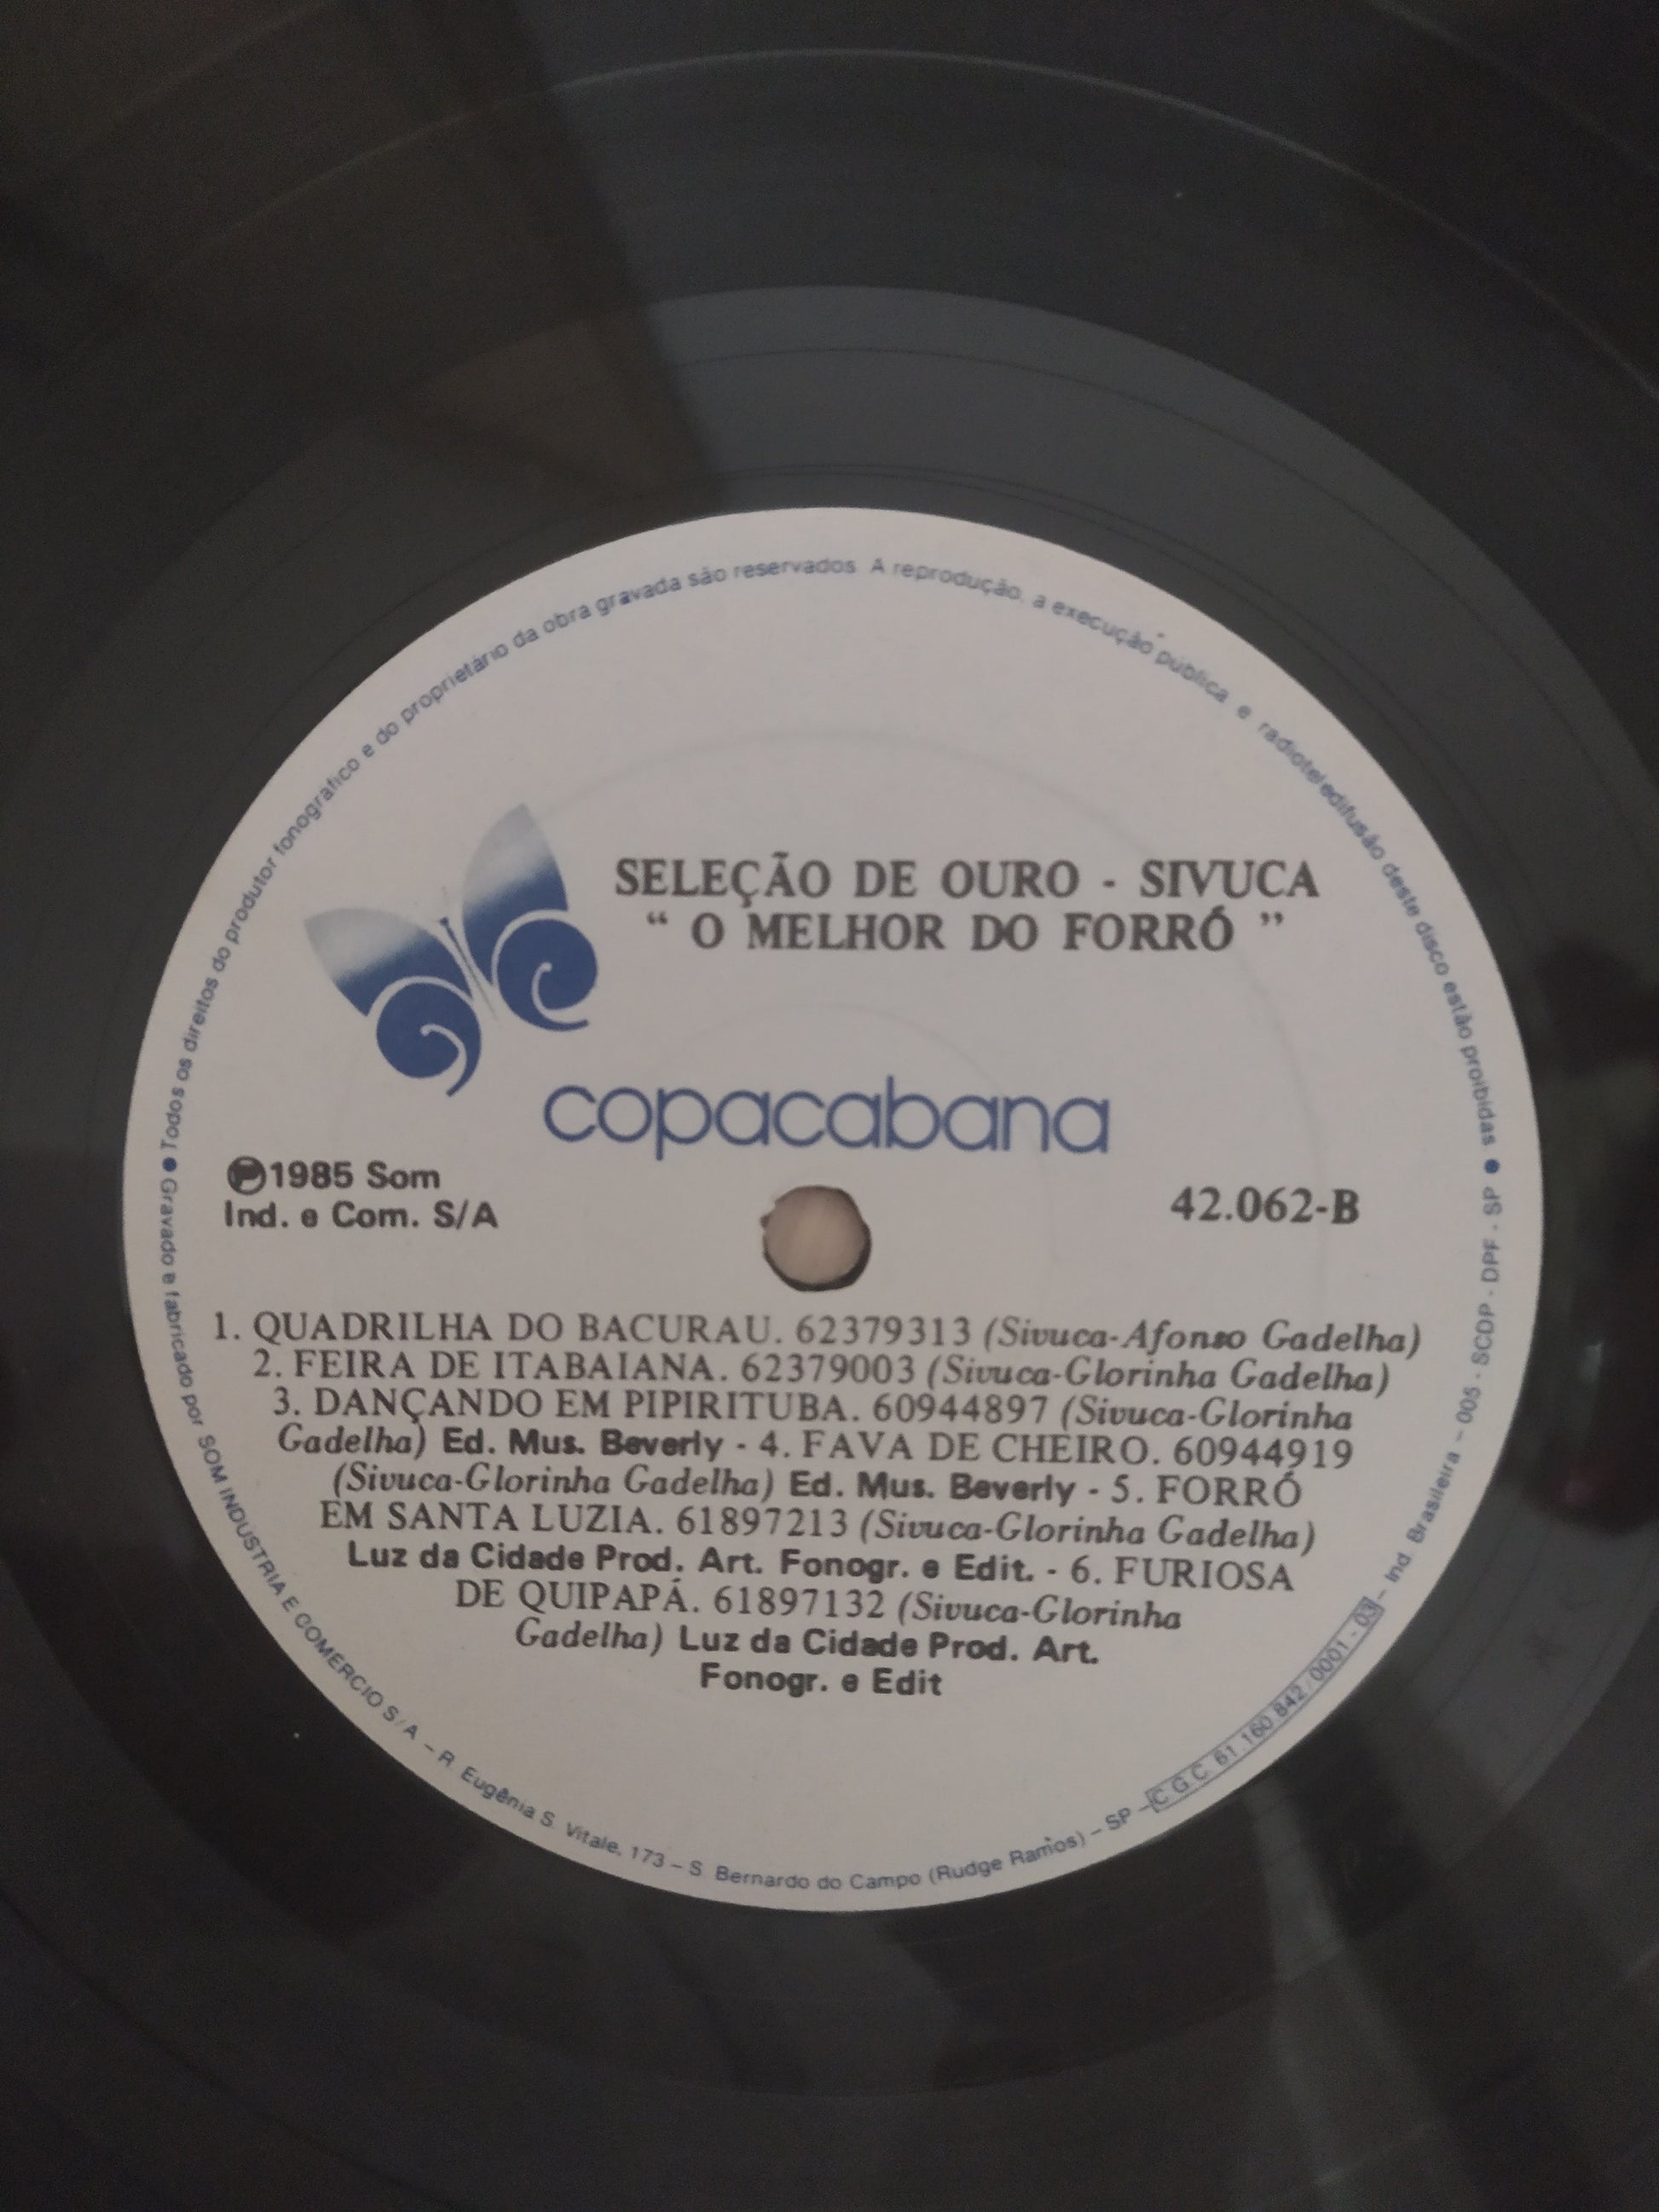 ● Todos os direitos do produtor fonográfico e do proprietário da obra gravada são reservados. A reprodução, a execução pública e radioteledifusão deste disco estão proibidas ●
SELEÇÃO DE OURO - SIVUCA
“ O MELHOR DO FORRÓ ”
copacabana
Ⓟ1985 Som
Ind. e Com. S/A
42.062-B
1. QUADRILHA DO BACURAU. 62379313 (Sivuca-Afonso Gadelha)
2. FEIRA DE ITABAIANA. 62379003 (Sivuca-Glorinha Gadelha)
3. DANÇANDO EM PIPIRITUBA. 60944897 (Sivuca-Glorinha
Gadelha) Ed. Mus. Beverly - 4. FAVA DE CHEIRO. 60944919
(Sivuca-Glorinha Gadelha) Ed. Mus. Beverly - 5. FORRÓ
EM SANTA LUZIA. 61897213 (Sivuca-Glorinha Gadelha)
Luz da Cidade Prod. Art. Fonogr. e Edit. - 6. FURIOSA
DE QUIPAPÁ. 61897132 (Sivuca-Glorinha
Gadelha) Luz da Cidade Prod. Art.
Fonogr. e Edit
Gravado e fabricado por SOM INDUSTRIA E COMERCIO S/A – R. Eugênia S. Vitale, 173 – S. Bernardo do Campo (Rudge Ramos) – SP – C.G.C. 61.160.842/0001-03 – Ind. Brasileira – 005 - SCDP - DPF - SP